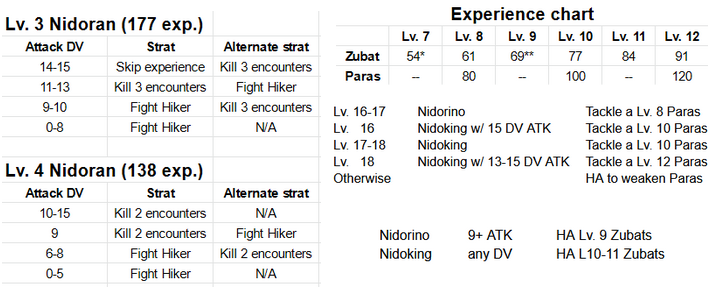 Lv. 3 Nidoran (177 exp.)
Attack DV Strat Alternate strat
14-15 Skip experience Kill 3 encounters
11-13 Kill 3 encounters Fight Hiker
9-10 Fight Hiker Kill 3 encounters
0-8 Fight Hiker N/A
Lv. 4 Nidoran (138 exp.)
Attack DV Strat Alternate strat
10-15 Kill 2 encounters N/A
9 Kill 2 encounters Fight Hiker
6-8 Fight Hiker Kill 2 encounters
0-5 Fight Hiker N/A
Experience chart
Lv. 7 Lv. 8 Lv. 9 Lv. 10 Lv. 11 Lv. 12
Zubat 54* 61 69** 77 84 91
Paras -- 80 100 -- 120
Lv. 16-17 Nidorino Tackle a Lv. 8 Paras
Lv. 16 Nidoking w/ 15 DV ATK Tackle a Lv. 10 Paras
Lv. 17-18 Nidoking Tackle a Lv. 10 Paras
Lv. 18 Nidoking w/ 13-15 DV ATK Tackle a Lv. 12 Paras
Otherwise HA to weaken Paras
Nidorino 9+ ATK HA Lv. 9 Zubats
Nidoking any DV HA L10-11 Zubats